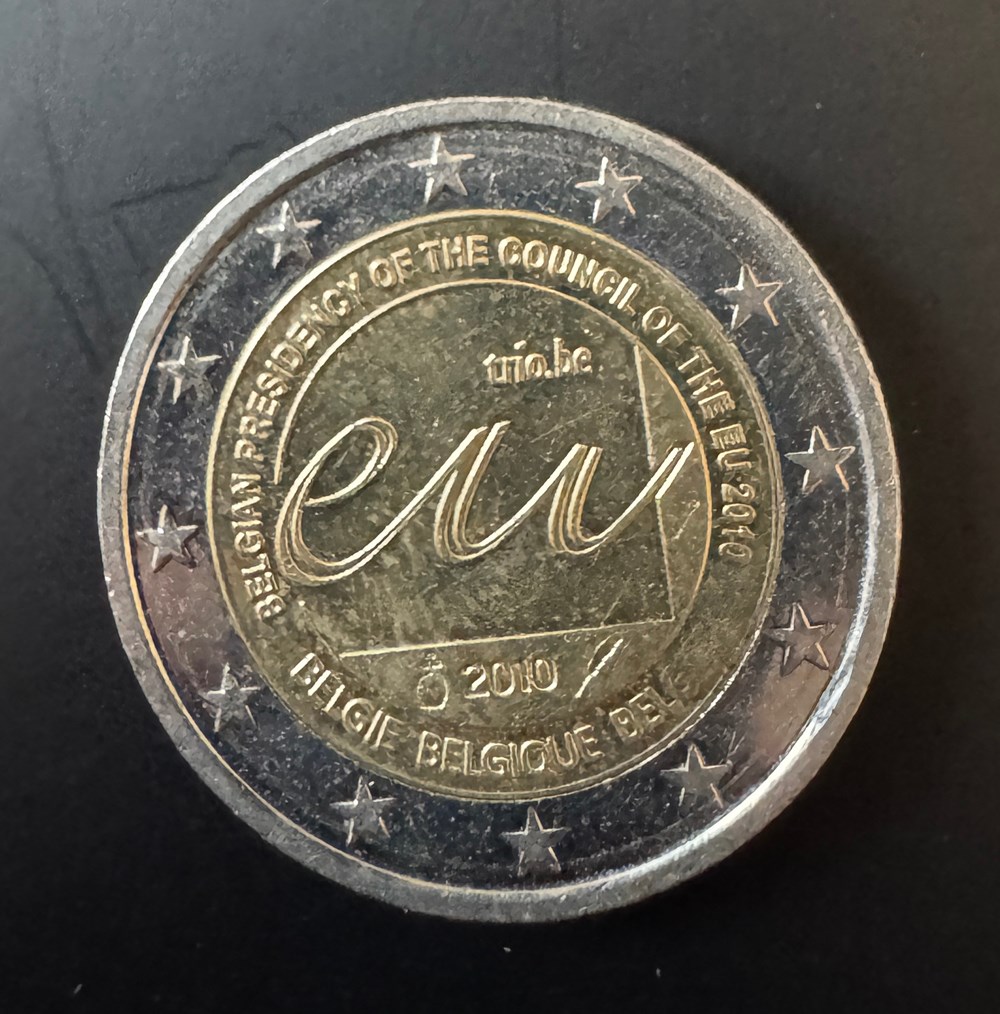 BELGIAN PRESIDENCY OF THE COUNCIL OF THE EU 2010
trio.be
eu
2010
BELGIE BELGIQUE